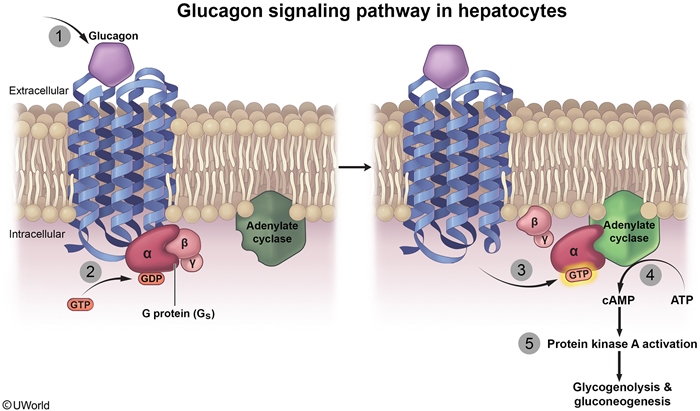 Glucagon signaling pathway in hepatocytes
1
Glucagon
Extracellular
Intracellular
Adenylate
cyclase
α
β
γ
2
GDP
GTP
G protein (Gs)
β
γ
Adenylate
cyclase
α
3
GTP
4
cAMP
ATP
5
Protein kinase A activation
Glycogenolysis &
gluconeogenesis
© UWorld